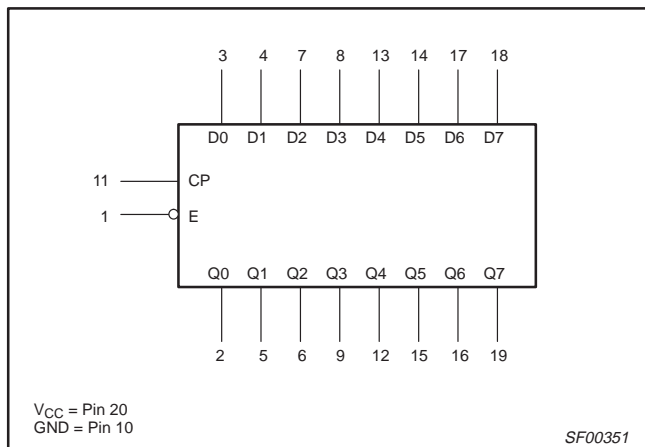 3 4 7 8 13 14 17 18
D0 D1 D2 D3 D4 D5 D6 D7
11 CP
1 E
Q0 Q1 Q2 Q3 Q4 Q5 Q6 Q7
2 5 6 9 12 15 16 19
VCC = Pin 20
GND = Pin 10
SF00351